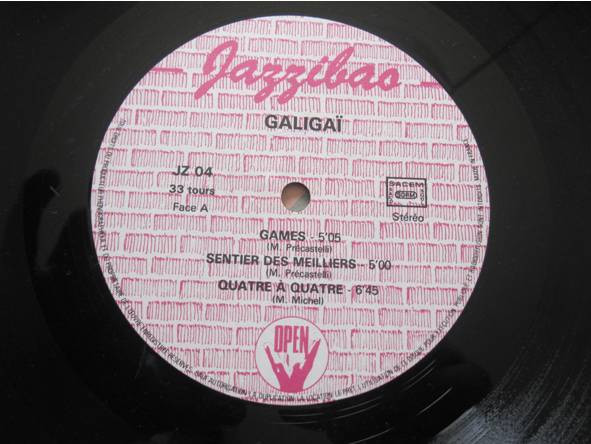 Jazzibao
GALIGAÏ
JZ 04
33 tours
Face A
SACEM
SDRM
Stéréo
GAMES - 5'05
(M. Précastelli)
SENTIER DES MEILLIERS - 5'00
(M. Précastelli)
QUATRE À QUATRE - 6'45
(M. Michel)
OPEN